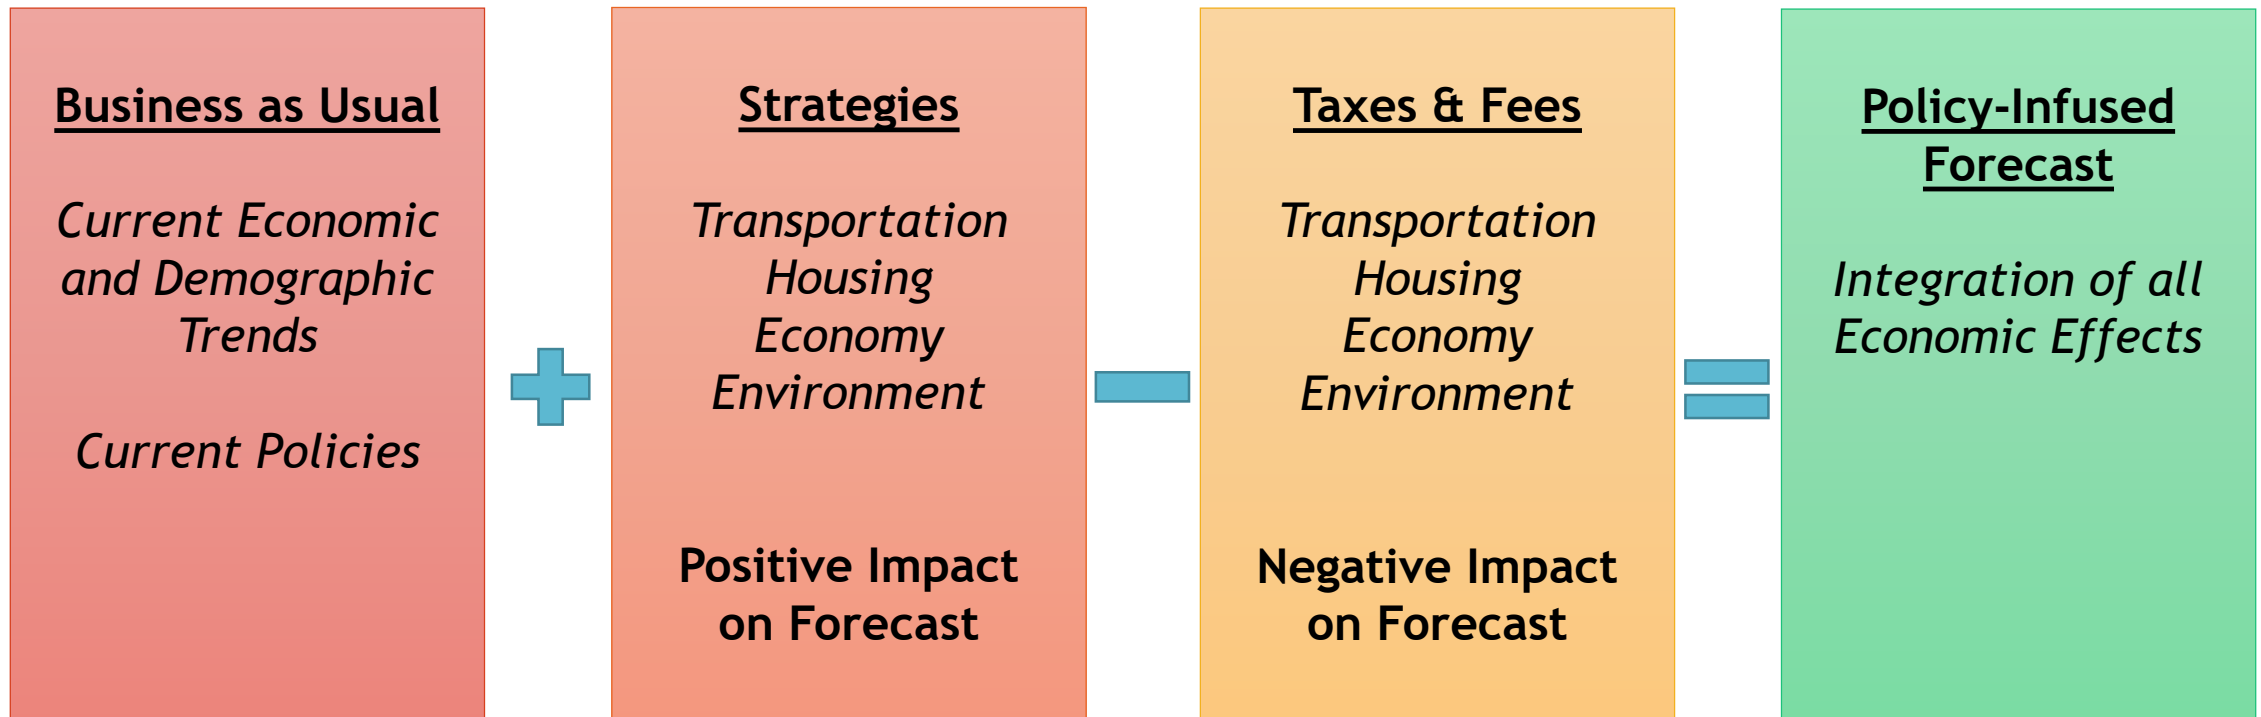 Business as Usual
Current Economic
and Demographic
Trends
Current Policies
Strategies
Transportation
Housing
Economy
Environment
Positive Impact
on Forecast
Taxes & Fees
Transportation
Housing
Economy
Environment
Negative Impact
on Forecast
Policy-Infused
Forecast
Integration of all
Economic Effects